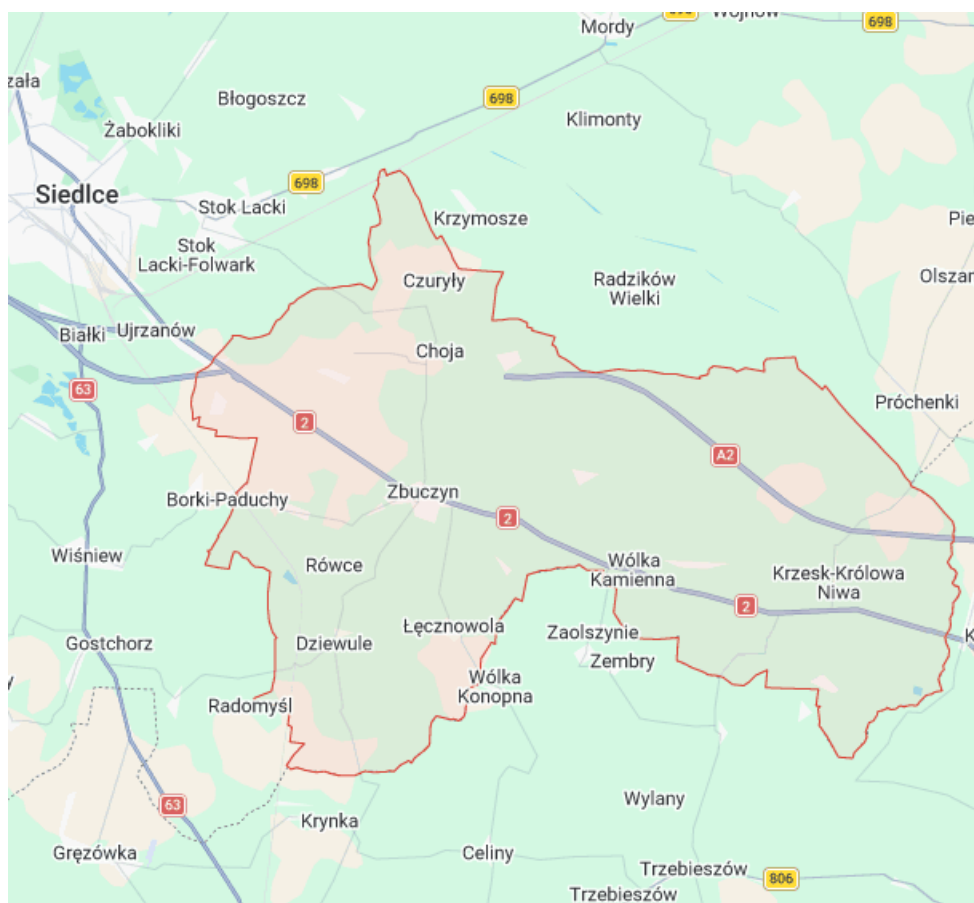 698
Wojnów
698
Mordy
zała
Błogoszcz
698
Klimonty
Żabokliki
698
Siedlce
Stok Lacki
Krzymosze
Pie
Stok
Lacki-Folwark
Czuryły
Radzików
Wielki
Olszan
Białki
Ujrzanów
Choja
63
Próchenki
2
A2
Zbuczyn
Borki-Paduchy
2
Wiśniew
Rówce
Wólka
Kamienna
Krzesk-Królowa
Niwa
2
Łęcznowola
Gostchorz
Dziewule
Zaolszynie
K
Zembry
y
Wólka
Konopna
Radomyśl
63
Wylany
Krynka
Gręzówka
Celiny
Trzebieszów
806
Trzebieszów